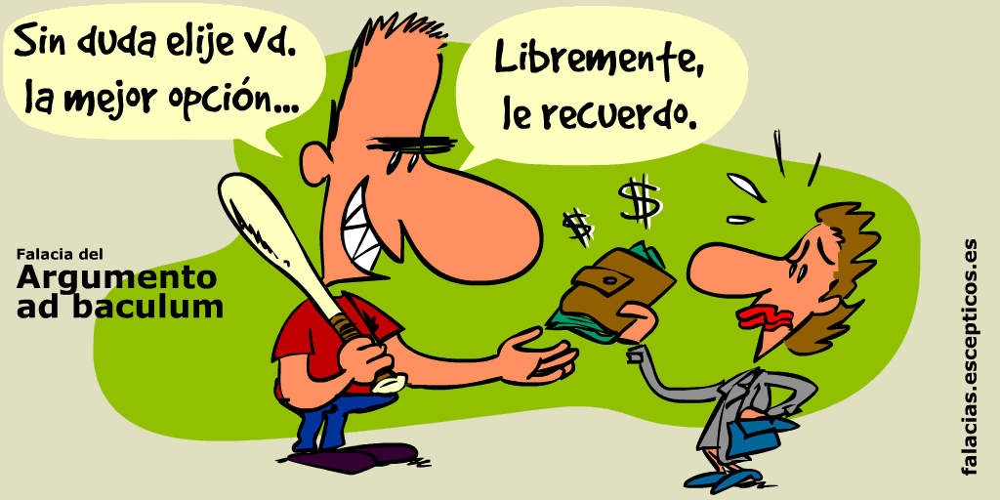 Sin duda elije Vd.
la mejor opción...
Libremente,
le recuerdo.
Falacia del
Argumento
ad baculum
falacias.escepticos.es
$
$